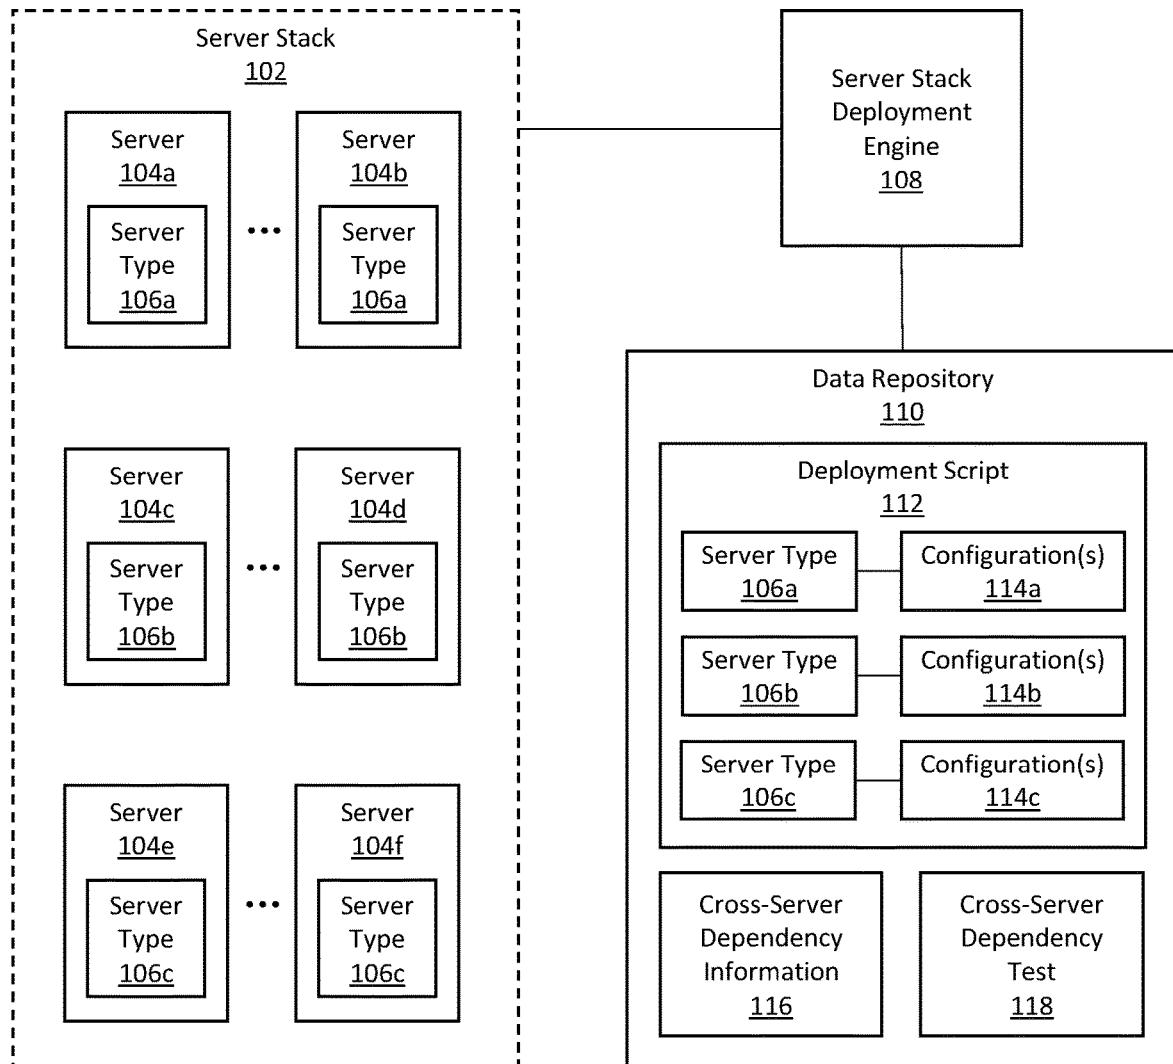 Server Stack
102
Server
104a
Server
Type
106a
...
Server
104b
Server
Type
106a
Server
104c
Server
Type
106b
...
Server
104d
Server
Type
106b
Server
104e
Server
Type
106c
...
Server
104f
Server
Type
106c
Server Stack
Deployment
Engine
108
Data Repository
110
Deployment Script
112
Server Type
106a
Configuration(s)
114a
Server Type
106b
Configuration(s)
114b
Server Type
106c
Configuration(s)
114c
Cross-Server
Dependency
Information
116
Cross-Server
Dependency
Test
118